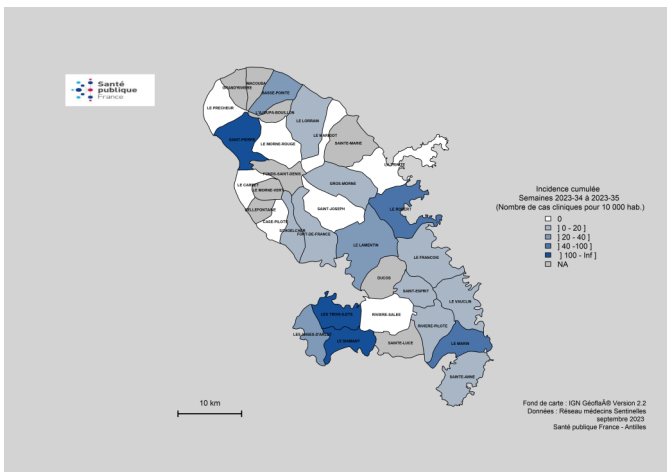 Santé
publique
France
MACOUBA
GRAND'RIVIERE
BASSE-POINTE
LE PRECHEUR
L'AJOUPA-BOUILLON
LE LORRAIN
LE MARIGOT
SAINT-PIERRE
LE MORNE-ROUGE
SAINTE-MARIE
LA TRINITE
FONDS-SAINT-DENIS
LE CARBET
LE MORNE-VERT
GROS-MORNE
BELLEFONTAINE
SAINT-JOSEPH
LE ROBERT
CASE-PILOTE
SCHOELCHER
FORT-DE-FRANCE
LE LAMENTIN
LE FRANCOIS
DUCOS
SAINT-ESPRIT
LE VAUCLIN
LES TROIS-ILETS
RIVIERE-SALEE
RIVIERE-PILOTE
LES ANSES-D'ARLET
LE DIAMANT
SAINTE-LUCE
LE MARIN
SAINTE-ANNE
Incidence cumulée
Semaines 2023-34 à 2023-35
(Nombre de cas cliniques pour 10 000 hab.)
0
] 0 - 20 ]
] 20 - 40 ]
] 40 -100 ]
] 100 - Inf ]
NA
10 km
Fond de carte : IGN GéoflaÂ® Version 2.2
Données : Réseau médecins Sentinelles
septembre 2023
Santé publique France - Antilles